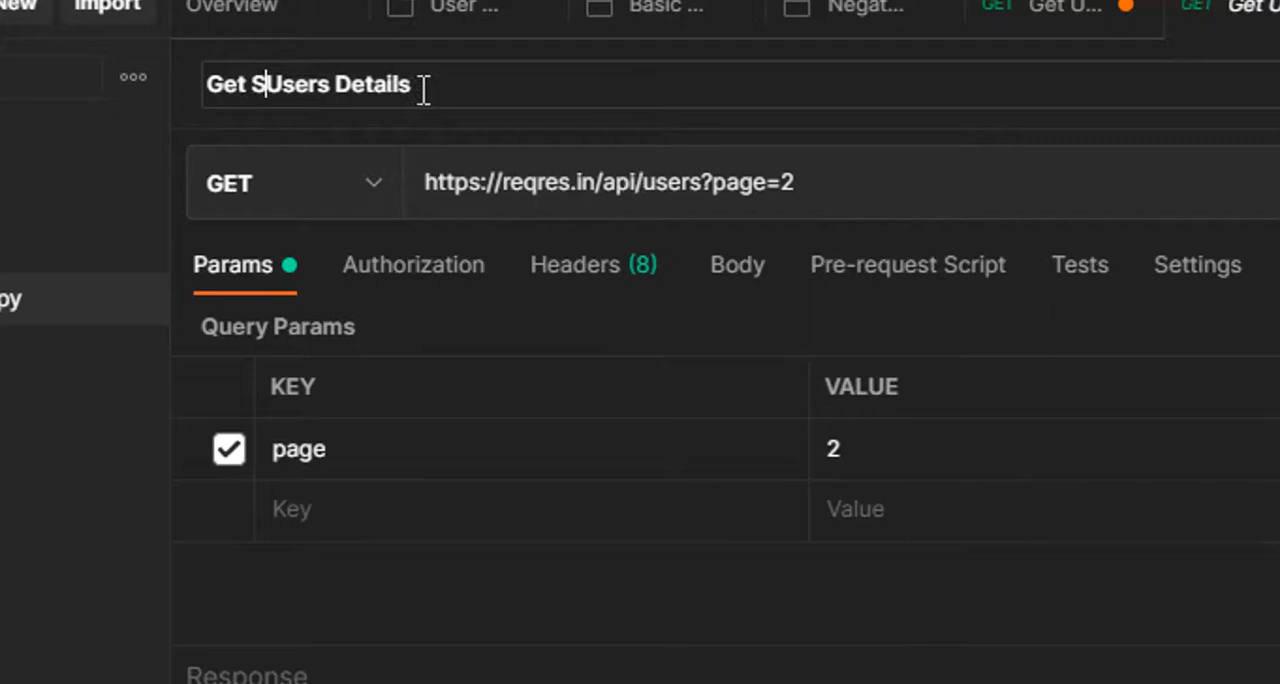 New Import Overview User ... Basic ... Negat... GET Get U... GET Get U
Get SUsers Details
GET https://reqres.in/api/users?page=2
Params Authorization Headers (8) Body Pre-request Script Tests Settings
py
Query Params
KEY VALUE
page 2
Key Value
Response